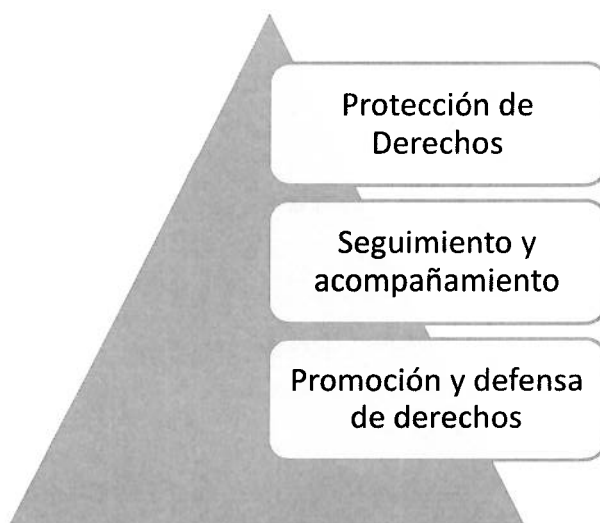 Protección de
Derechos
Seguimiento y
acompañamiento
Promoción y defensa
de derechos